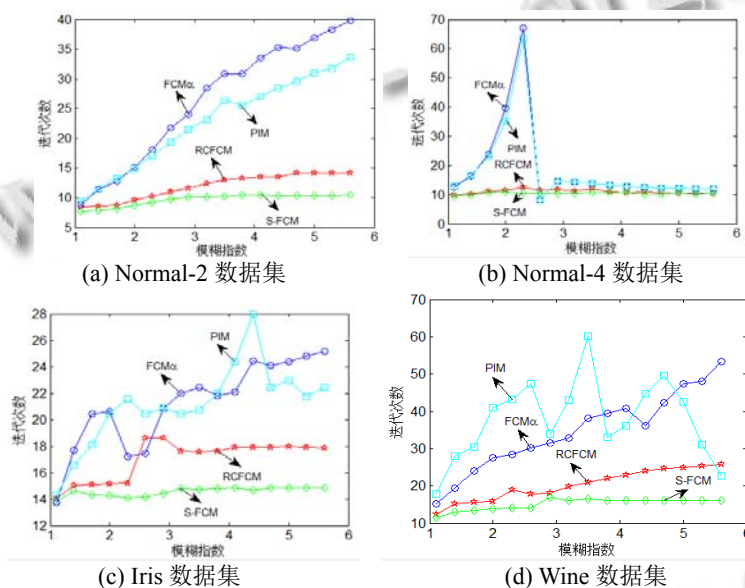 40
35
30
25
20
15
10
5
迭代次数
FCMα
PIM
RCFCM
S-FCM
1 2 3 4 5 6
模糊指数
(a) Normal-2 数据集
70
60
50
40
30
20
10
0
迭代次数
FCMα
PIM
RCFCM
S-FCM
1 2 3 4 5 6
模糊指数
(b) Normal-4 数据集
28
26
24
22
20
18
16
14
12
迭代次数
PIM
FCMα
RCFCM
S-FCM
1 2 3 4 5 6
模糊指数
(c) Iris 数据集
70
60
50
40
30
20
10
迭代次数
PIM
FCMα
RCFCM
S-FCM
1 2 3 4 5 6
模糊指数
(d) Wine 数据集